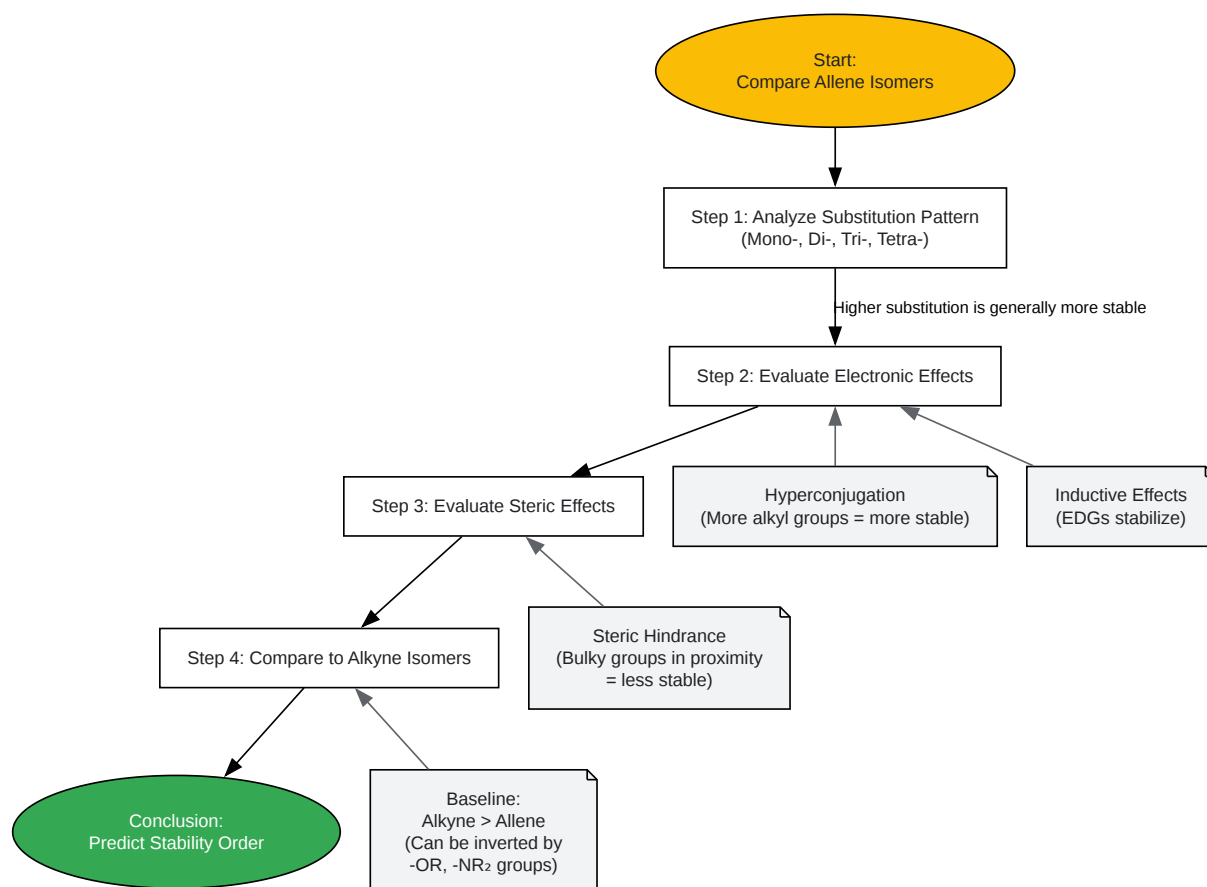 Start:
Compare Allene Isomers
Step 1: Analyze Substitution Pattern
(Mono-, Di-, Tri-, Tetra-)
Higher substitution is generally more stable
Step 2: Evaluate Electronic Effects
Hyperconjugation
(More alkyl groups = more stable)
Inductive Effects
(EDGs stabilize)
Step 3: Evaluate Steric Effects
Steric Hindrance
(Bulky groups in proximity
= less stable)
Step 4: Compare to Alkyne Isomers
Baseline:
Alkyne > Allene
(Can be inverted by
-OR, -NR₂ groups)
Conclusion:
Predict Stability Order